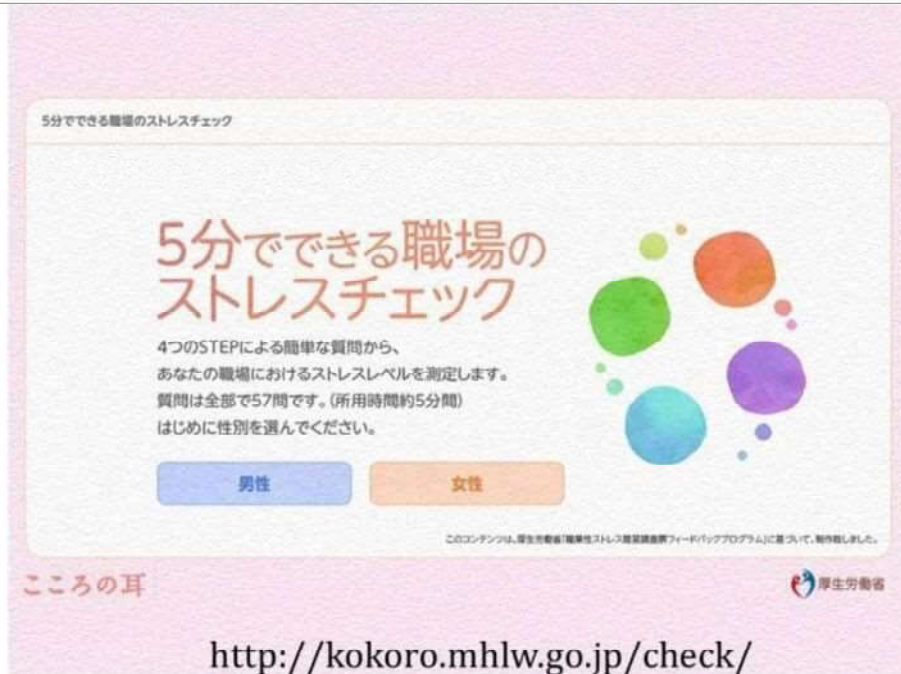 5分でできる職場のストレスチェック
5分でできる職場の
ストレスチェック
4つのSTEPによる簡単な質問から、
あなたの職場におけるストレスレベルを測定します。
質問は全部で57問です。（所用時間約5分間）
はじめに性別を選んでください。
男性
女性
このコンテンツは、厚生労働省「職業性ストレス簡易調査票フィードバックプログラム」に基づいて、制作致しました。
こころの耳
厚生労働省
http://kokoro.mhlw.go.jp/check/